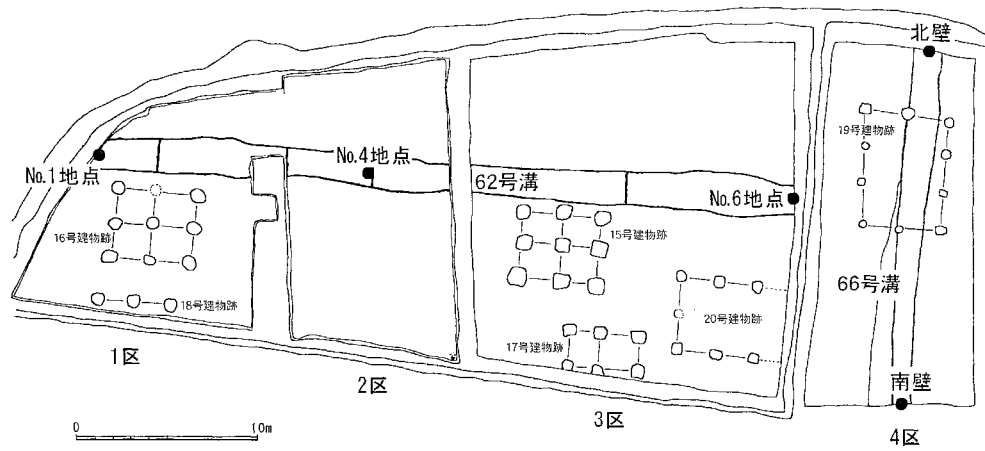 北壁
19号建物跡
No.1地点
No.4地点
62号溝
No.6地点
16号建物跡
15号建物跡
66号溝
18号建物跡
20号建物跡
17号建物跡
1区
2区
3区
南壁
4区
0 10m